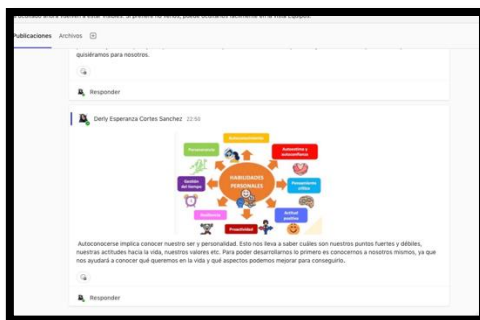 Publicaciones Archivos
quisiéramos para nosotros.
Responder
Derly Esperanza Cortes Sanchez 22:50
Autoconocimiento
Perseverancia
Autoestima y
autoconfianza
Gestión
del tiempo
HABILIDADES
PERSONALES
Pensamiento
crítico
Resiliencia
Actitud
positiva
Proactividad
Autoconocerse implica conocer nuestro ser y personalidad. Esto nos lleva a saber cuáles son nuestros puntos fuertes y débiles,
nuestras actitudes hacia la vida, nuestros valores etc. Para poder desarrollarnos lo primero es conocernos a nosotros mismos, ya que
nos ayudará a conocer qué queremos en la vida y qué aspectos podemos mejorar para conseguirlo.
Responder